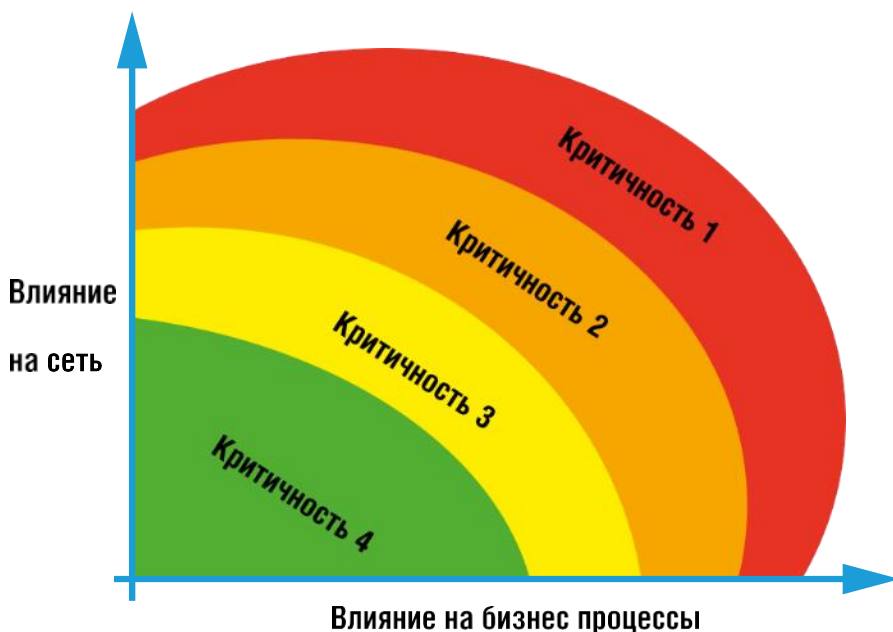 Критичность 1
Критичность 2
Критичность 3
Критичность 4
Влияние
на сеть
Влияние на бизнес процессы